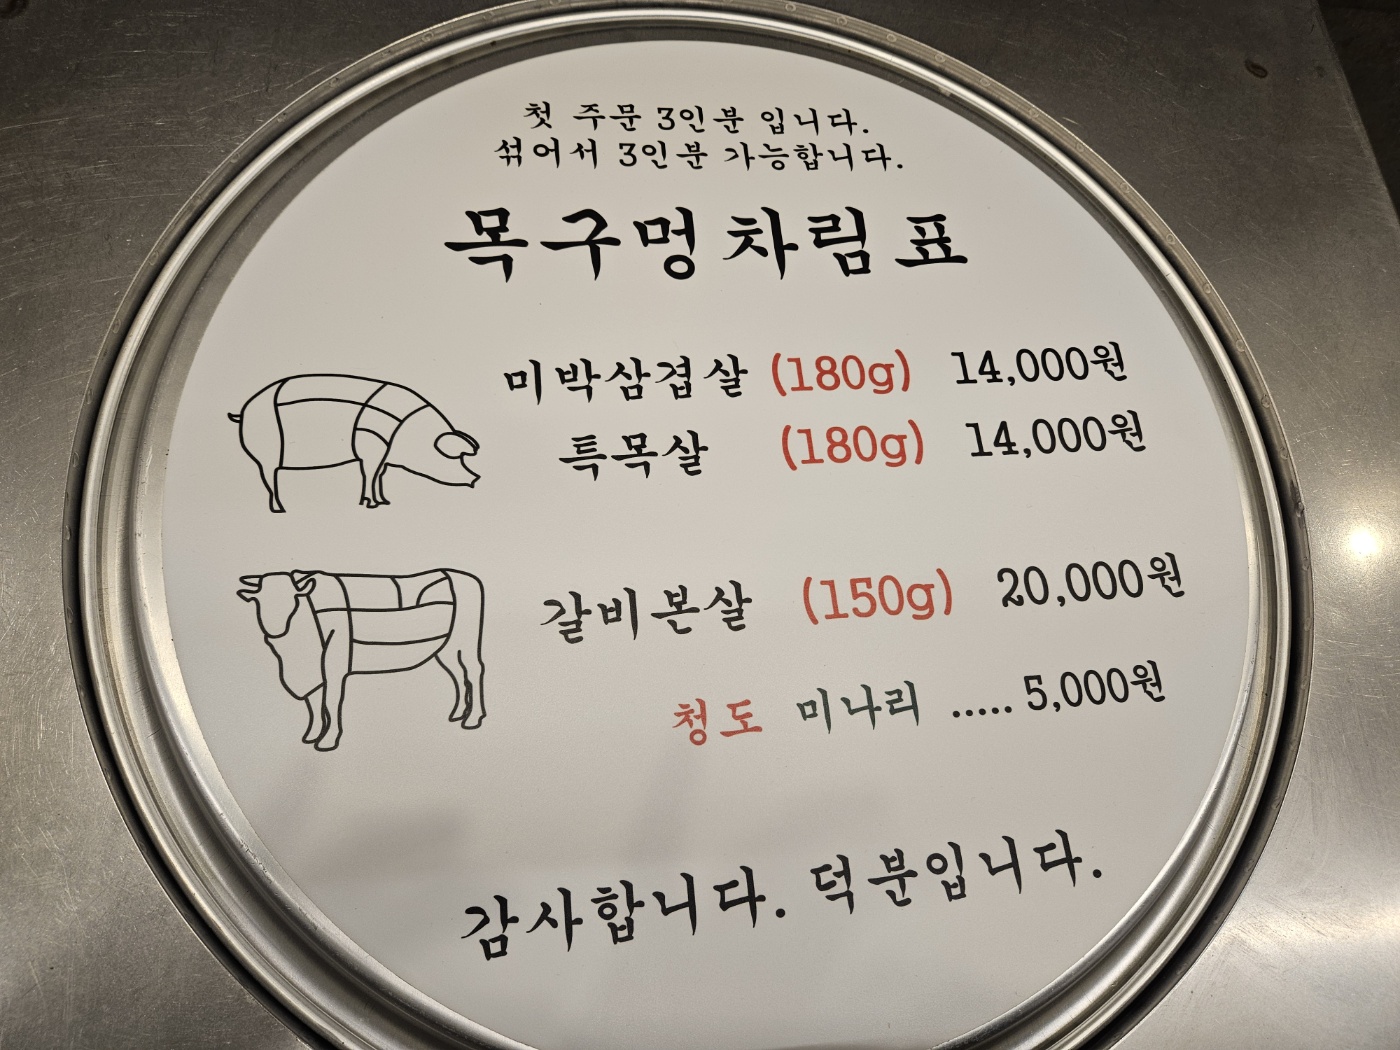 첫 주문 3인분 입니다.
섞어서 3인분 가능합니다.
목구멍 차림표
미박삼겹살 (180g) 14,000원
특목살 (180g) 14,000원
갈비본살 (150g) 20,000원
청도 미나리 ..... 5,000원
감사합니다. 덕분입니다.